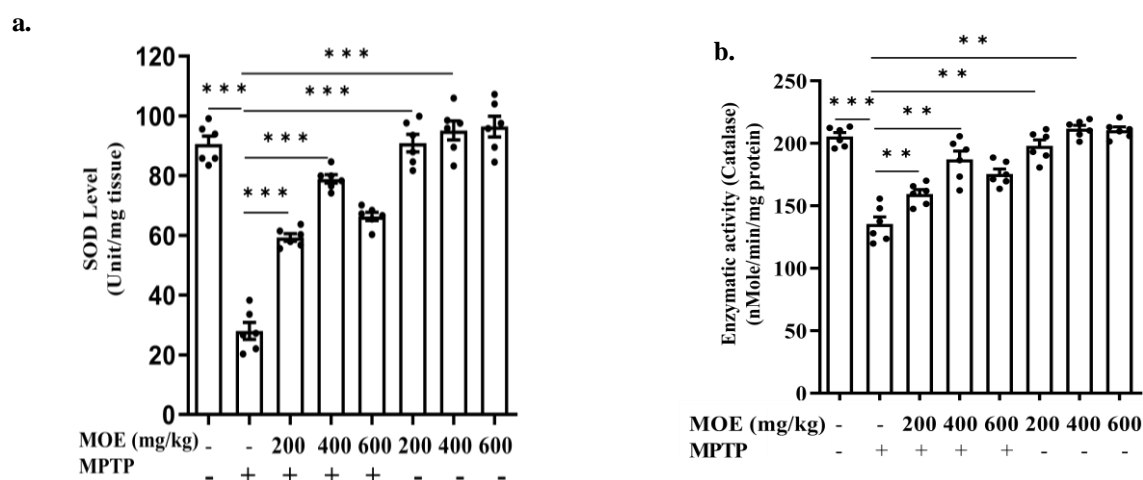 a.
SOD Level
(Unit/mg tissue)
120
100
80
60
40
20
0
***
***
***
***
***
MOE (mg/kg) - - 200 400 600 200 400 600
MPTP - + + + + - - -
b.
Enzymatic activity (Catalase)
(nMole/min/mg protein)
250
200
150
100
50
0
**
**
***
**
**
MOE (mg/kg) - - 200 400 600 200 400 600
MPTP - + + + + - - -